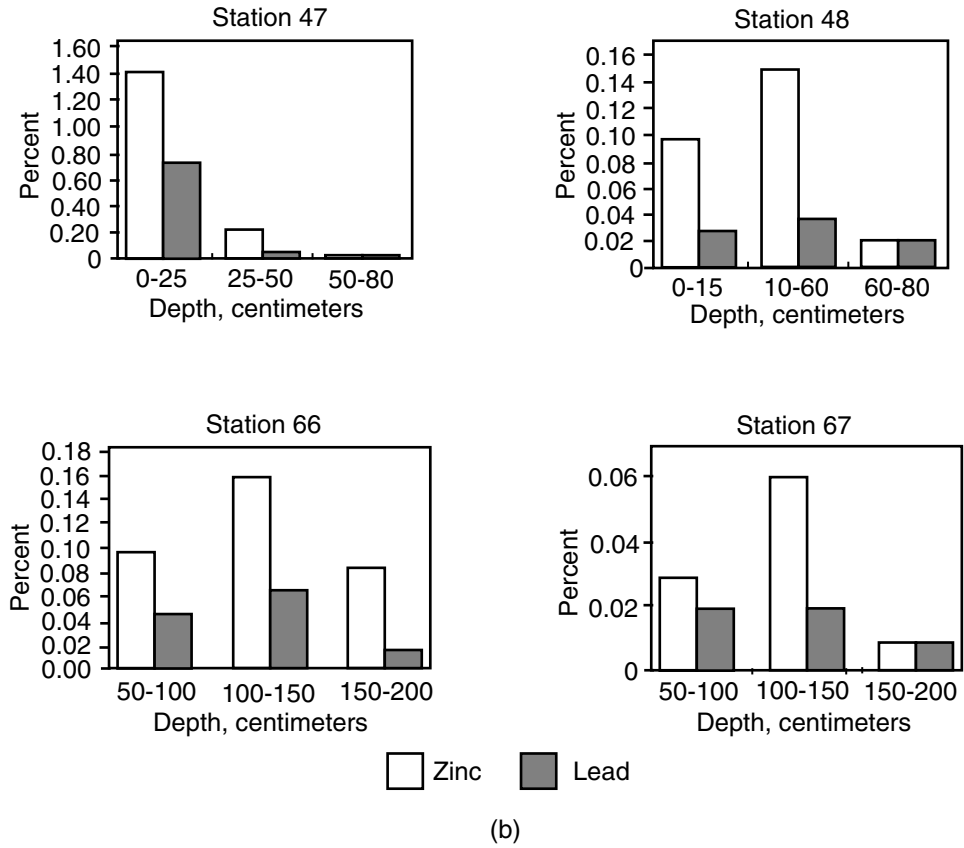 Station 47
Percent
1.60
1.40
1.20
1.00
0.80
0.60
0.40
0.20
0
0-25 25-50 50-80
Depth, centimeters
Station 48
Percent
0.16
0.14
0.12
0.10
0.08
0.06
0.04
0.02
0
0-15 10-60 60-80
Depth, centimeters
Station 66
Percent
0.18
0.16
0.14
0.12
0.10
0.08
0.06
0.04
0.02
0.00
50-100 100-150 150-200
Depth, centimeters
Station 67
Percent
0.06
0.04
0.02
0
50-100 100-150 150-200
Depth, centimeters
Zinc Lead
(b)